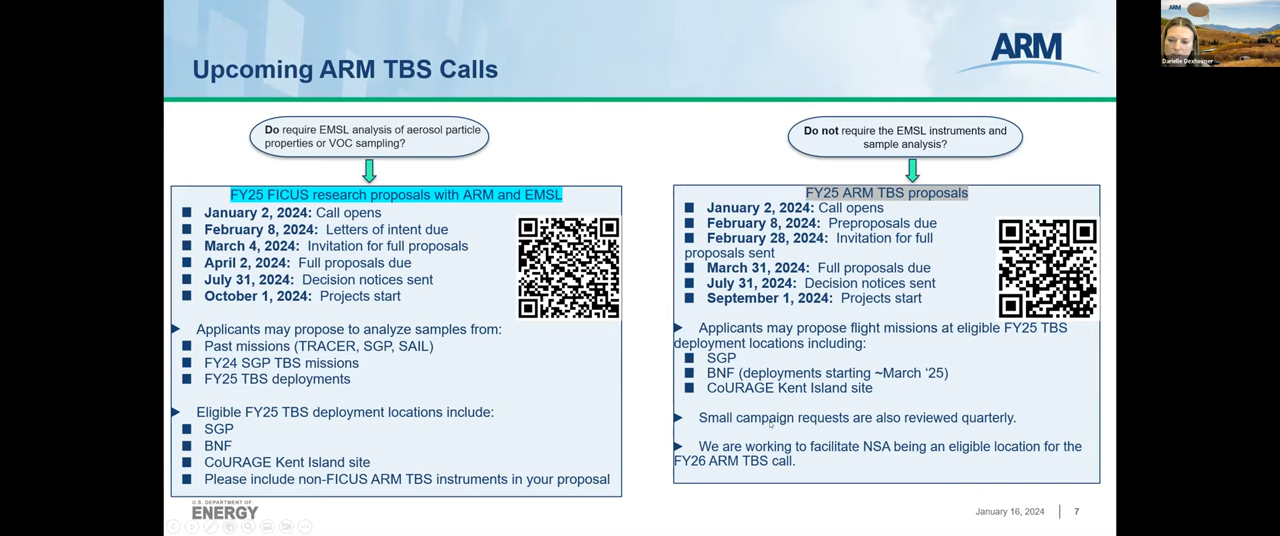 Upcoming ARM TBS Calls
ARM
ARM
Darielle Dexheimer
Do require EMSL analysis of aerosol particle
properties or VOC sampling?
FY25 FICUS research proposals with ARM and EMSL
January 2, 2024: Call opens
February 8, 2024: Letters of intent due
March 4, 2024: Invitation for full proposals
April 2, 2024: Full proposals due
July 31, 2024: Decision notices sent
October 1, 2024: Projects start
Applicants may propose to analyze samples from:
Past missions (TRACER, SGP, SAIL)
FY24 SGP TBS missions
FY25 TBS deployments
Eligible FY25 TBS deployment locations include:
SGP
BNF
CoURAGE Kent Island site
Please include non-FICUS ARM TBS instruments in your proposal
Do not require the EMSL instruments and
sample analysis?
FY25 ARM TBS proposals
January 2, 2024: Call opens
February 8, 2024: Preproposals due
February 28, 2024: Invitation for full
proposals sent
March 31, 2024: Full proposals due
July 31, 2024: Decision notices sent
September 1, 2024: Projects start
Applicants may propose flight missions at eligible FY25 TBS
deployment locations including:
SGP
BNF (deployments starting ~March ‘25)
CoURAGE Kent Island site
Small campaign requests are also reviewed quarterly.
We are working to facilitate NSA being an eligible location for the
FY26 ARM TBS call.
U.S. DEPARTMENT OF
ENERGY
January 16, 2024
7